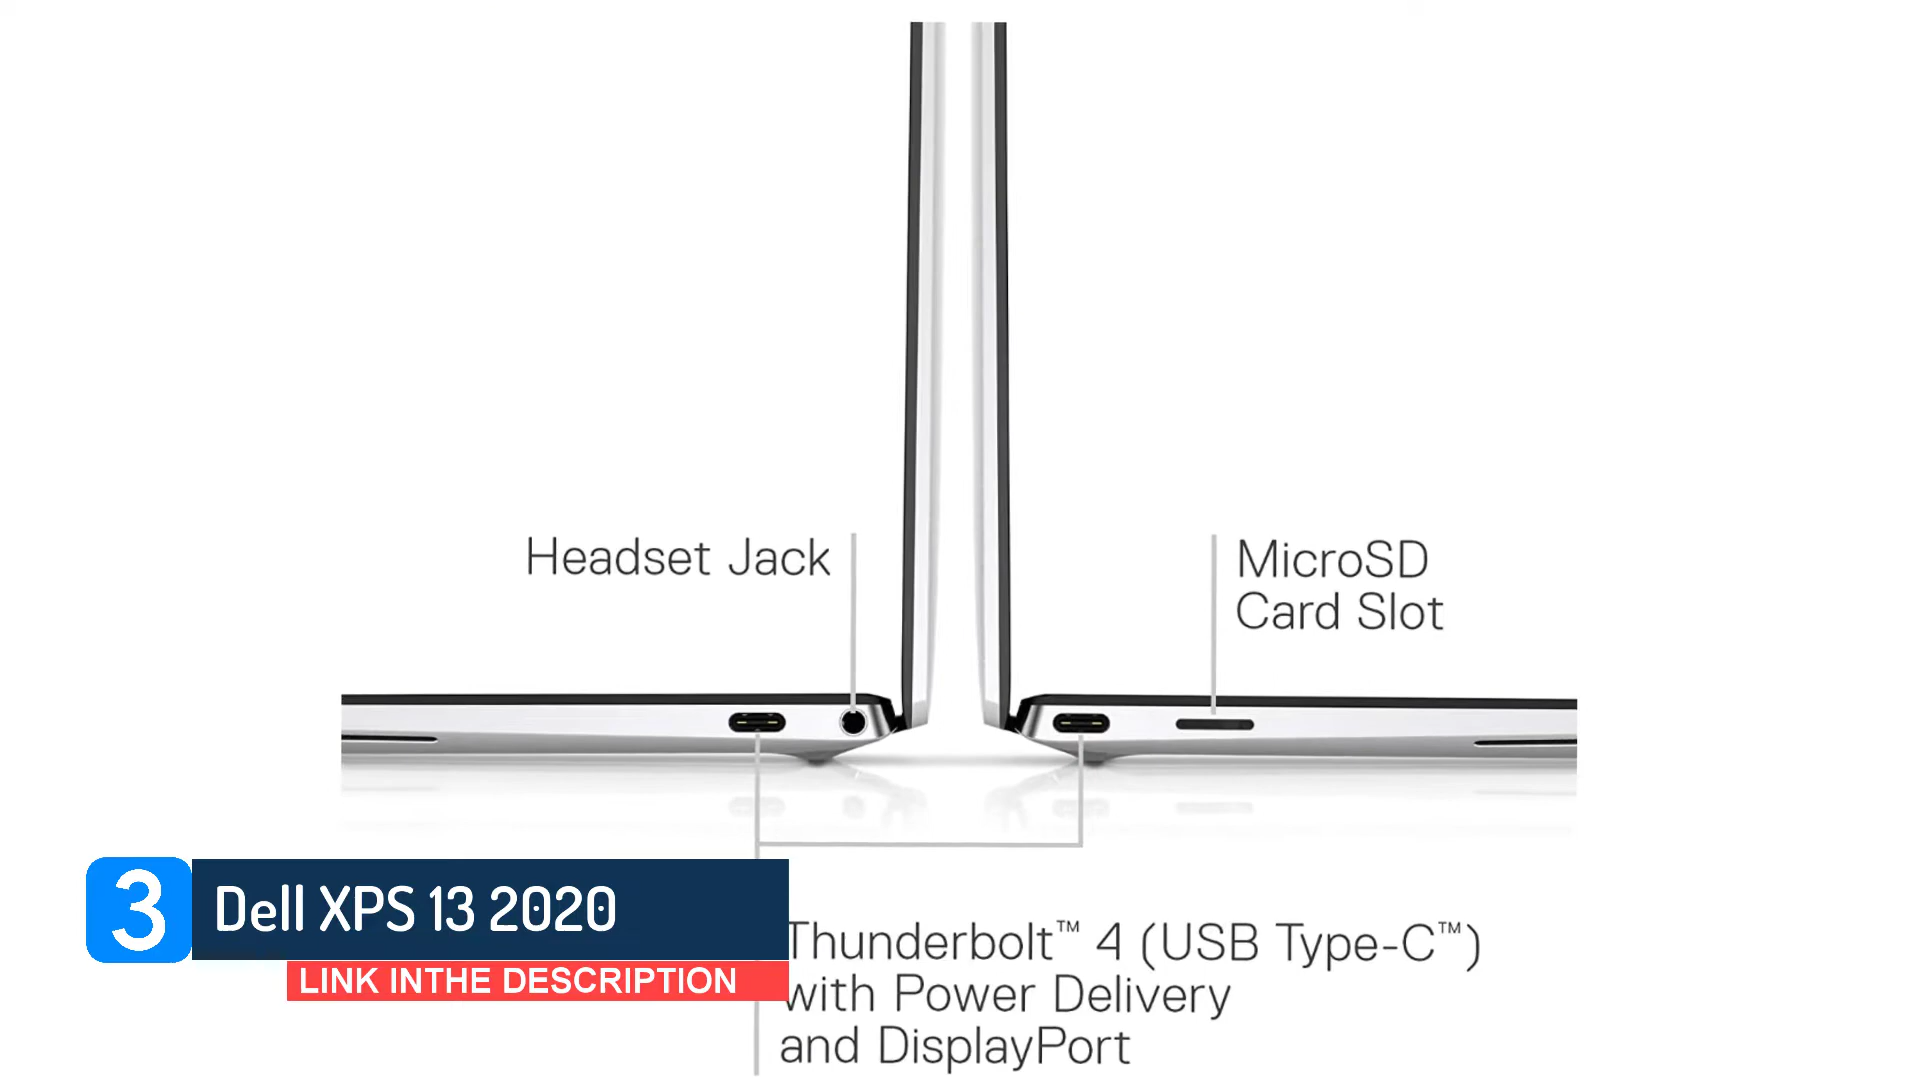 Headset Jack
MicroSD
Card Slot
3
Dell XPS 13 2020
LINK INTHE DESCRIPTION
Thunderbolt™ 4 (USB Type-C™)
with Power Delivery
and DisplayPort